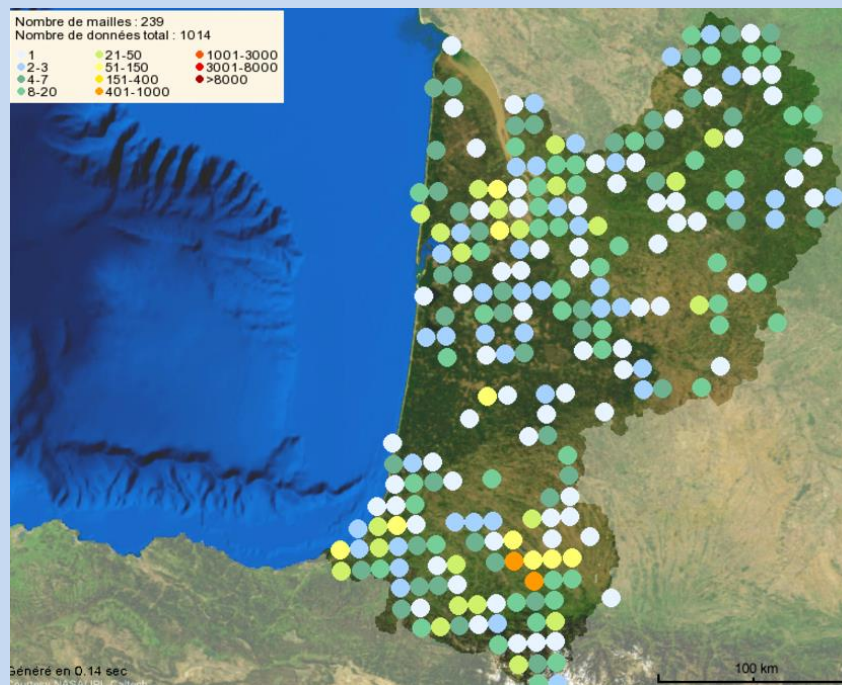 Nombre de mailles : 239
Nombre de données total : 1014
1 21-50 1001-3000
2-3 51-150 3001-8000
4-7 151-400 >8000
8-20 401-1000
Généré en 0.14 sec
100 km